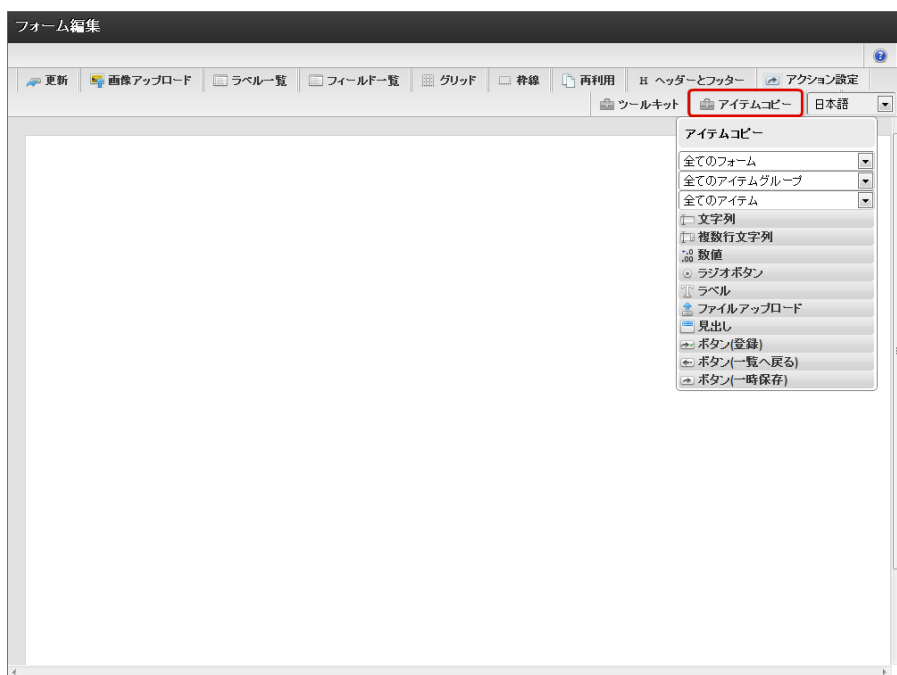 フォーム編集
更新 画像アップロード ラベル一覧 フィールド一覧 グリッド 枠線 再利用 H ヘッダーとフッター アクション設定
ツールキット アイテムコピー 日本語
アイテムコピー
全てのフォーム
全てのアイテムグループ
全てのアイテム
文字列
複数行文字列
数値
ラジオボタン
ラベル
ファイルアップロード
見出し
ボタン(登録)
ボタン(一覧へ戻る)
ボタン(一時保存)